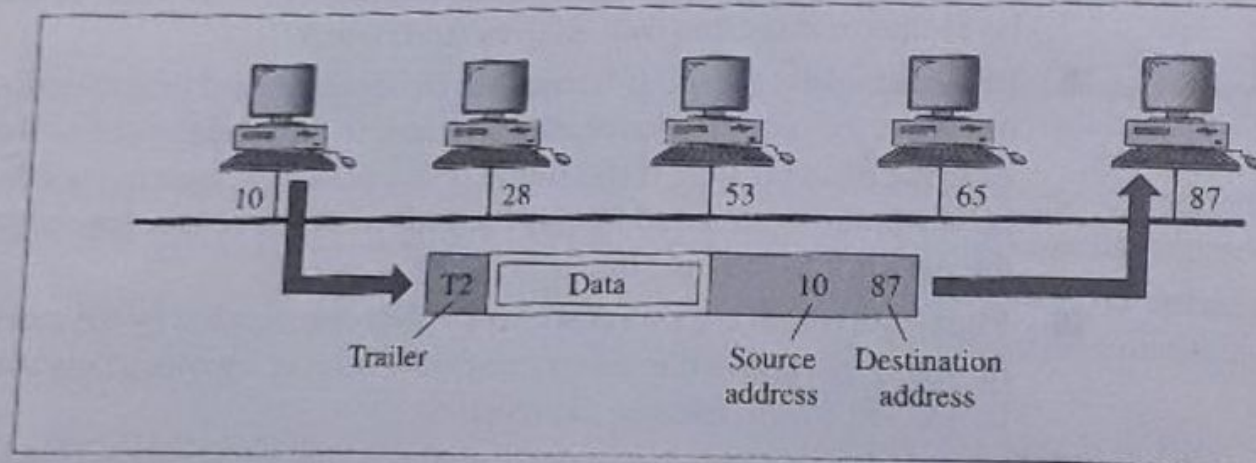 10 28 53 65 87
T2 Data 10 87
Trailer Source Destination
address address